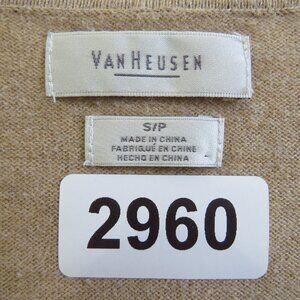 VAN HEUSEN
S/P
MADE IN CHINA
FABRIQUÉ EN CHINE
HECHO EN CHINA
2960